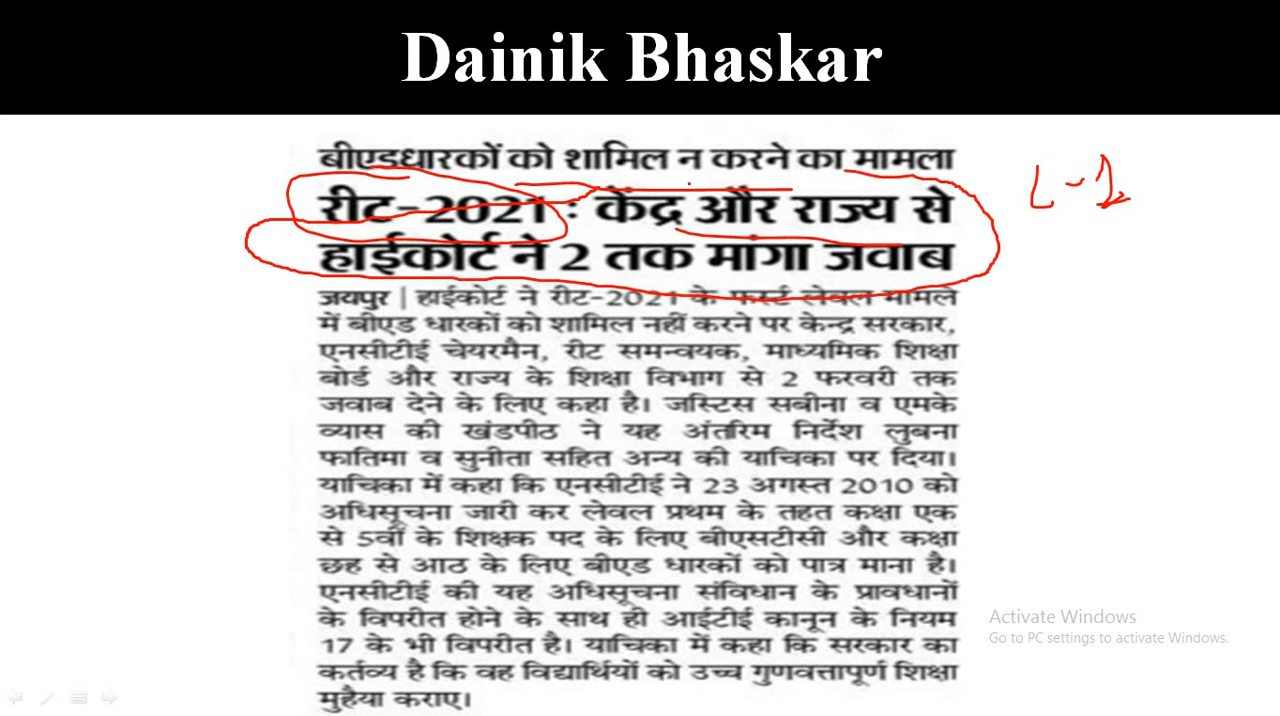 Dainik Bhaskar
बीएडधारकों को शामिल न करने का मामला
रीट-2021 : केंद्र और राज्य से
हाईकोर्ट ने 2 तक मांगा जवाब
L-1
जयपुर | हाईकोर्ट ने रीट-2021 के फर्स्ट लेवल मामले
में बीएड धारकों को शामिल नहीं करने पर केन्द्र सरकार,
एनसीटीई चेयरमैन, रीट समन्वयक, माध्यमिक शिक्षा
बोर्ड और राज्य के शिक्षा विभाग से 2 फरवरी तक
जवाब देने के लिए कहा है। जस्टिस सबीना व एमके
व्यास की खंडपीठ ने यह अंतरिम निर्देश लुबना
फातिमा व सुनीता सहित अन्य की याचिका पर दिया।
याचिका में कहा कि एनसीटीई ने 23 अगस्त 2010 को
अधिसूचना जारी कर लेवल प्रथम के तहत कक्षा एक
से 5वीं के शिक्षक पद के लिए बीएसटीसी और कक्षा
छह से आठ के लिए बीएड धारकों को पात्र माना है।
एनसीटीई की यह अधिसूचना संविधान के प्रावधानों
के विपरीत होने के साथ ही आईटीई कानून के नियम
17 के भी विपरीत है। याचिका में कहा कि सरकार का
कर्तव्य है कि वह विद्यार्थियों को उच्च गुणवत्तापूर्ण शिक्षा
मुहैया कराए।
Activate Windows
Go to PC settings to activate Windows.